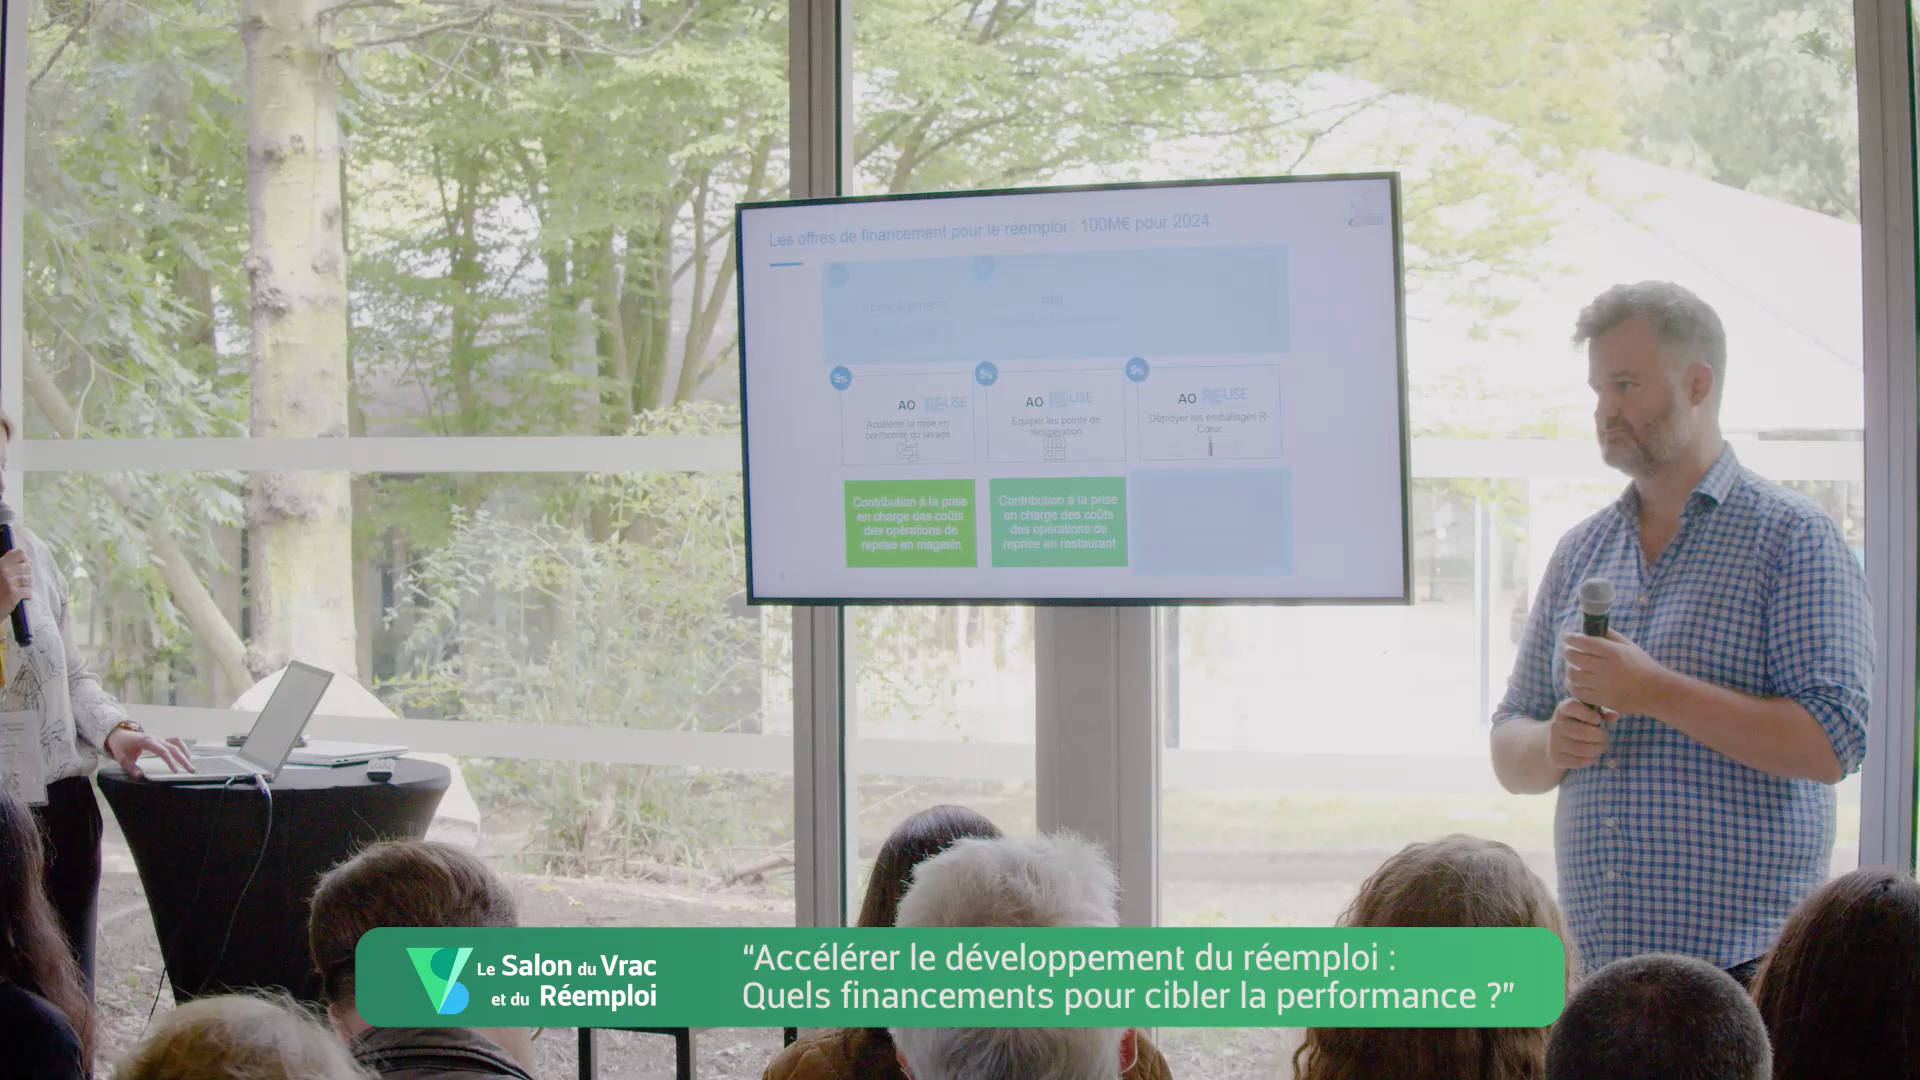 Les offres de financement pour le réemploi : 100M€ pour 2024
5%
5%
5%
AO REUSE
Accélérer la mise en
conformité du lavage
AO REUSE
Equiper les points de
récupération
AO REUSE
Déployer les emballages R-
Cœur
Contribution à la prise
en charge des coûts
des opérations de
reprise en magasin
Contribution à la prise
en charge des coûts
des opérations de
reprise en restaurant
Le Salon du Vrac
et du Réemploi
“Accélérer le développement du réemploi :
Quels financements pour cibler la performance ?”